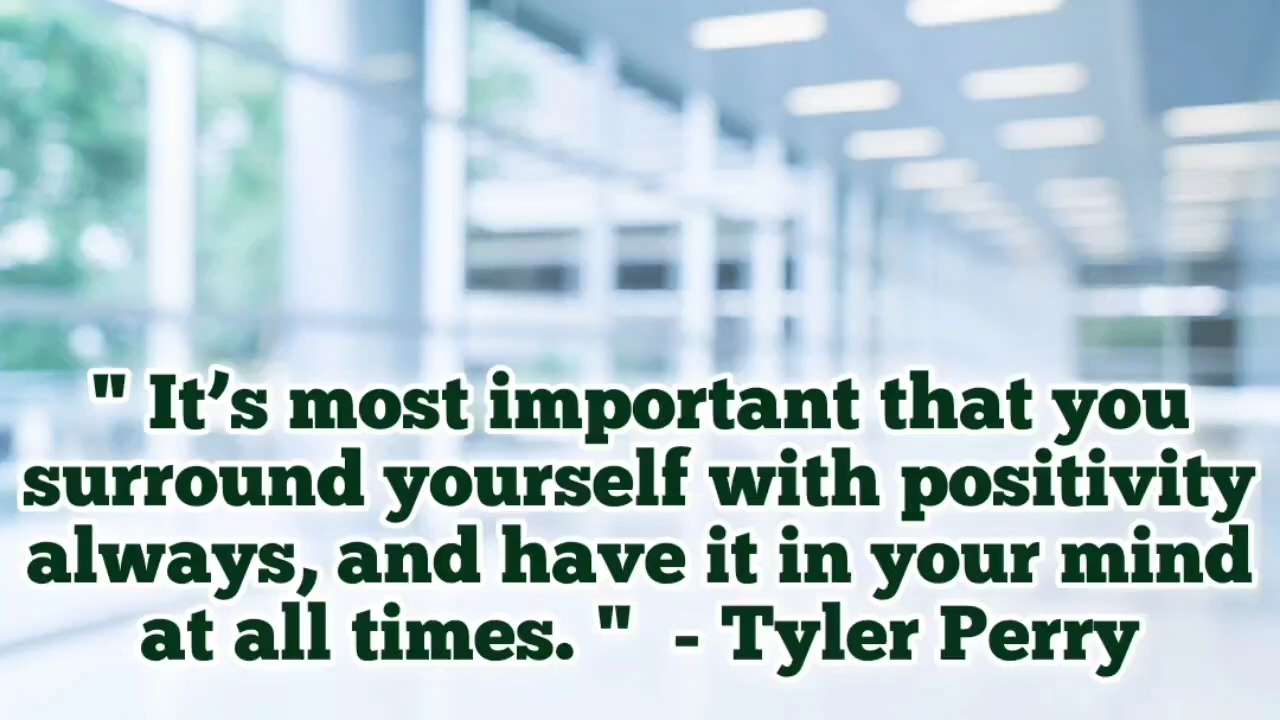 " It’s most important that you
surround yourself with positivity
always, and have it in your mind
at all times. "  - Tyler Perry